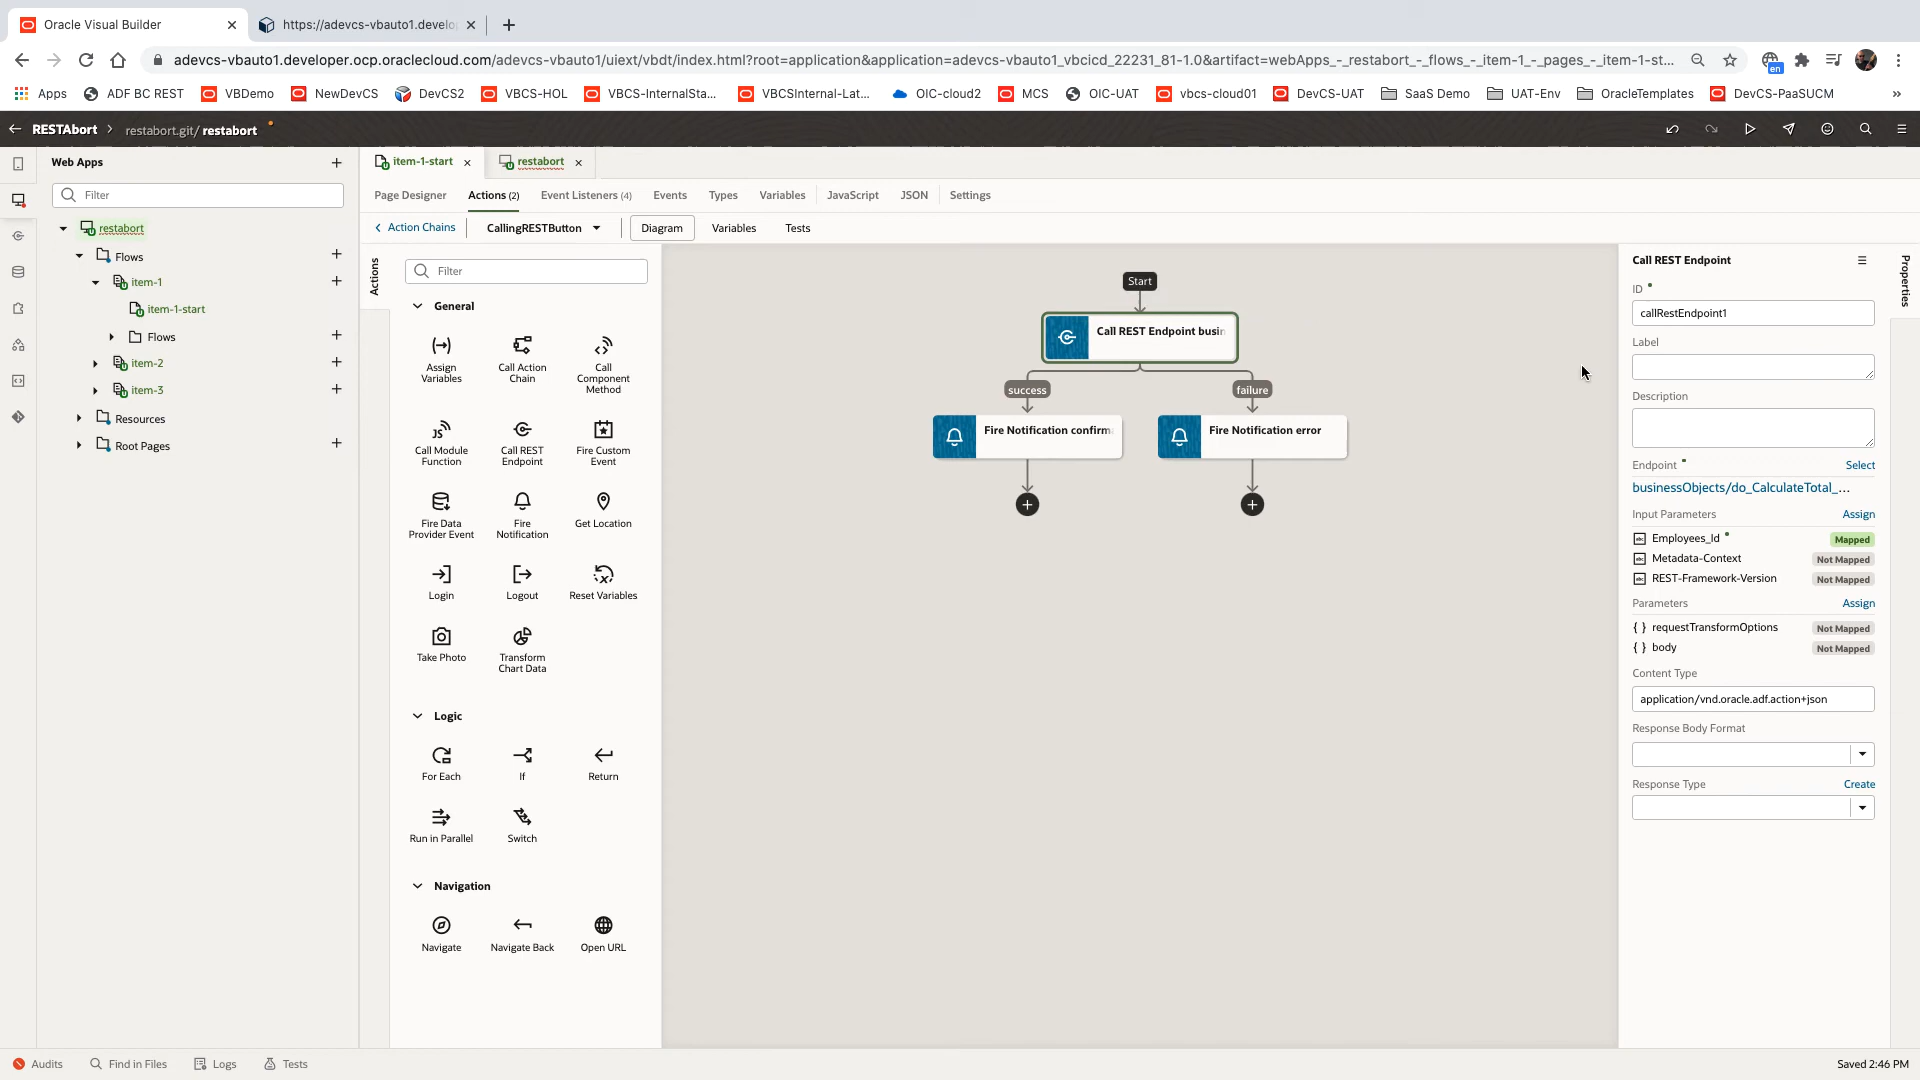 Oracle Visual Builder
https://adevcs-vbauto1.develo
adevcs-vbauto1.developer.ocp.oraclecloud.com/adevcs-vbauto1/uiext/vbdt/index.html?root=application&application=adevcs-vbauto1_vbcicd_22231_81-1.0&artifact=webApps_-_restabort_-_flows_-_item-1_-_pages_-_item-1-st...
en
Apps
ADF BC REST
VBDemo
NewDevCS
DevCS2
VBCS-HOL
VBCS-InternalSta...
VBCSInternal-Lat...
OIC-cloud2
MCS
OIC-UAT
vbcs-cloud01
DevCS-UAT
SaaS Demo
UAT-Env
OracleTemplates
DevCS-PaaSUCM
»
RESTAbort > restabort.git/ restabort
Web Apps
Filter
restabort
Flows
item-1
item-1-start
Flows
item-2
item-3
Resources
Root Pages
item-1-start
restabort
Page Designer
Actions (2)
Event Listeners (4)
Events
Types
Variables
JavaScript
JSON
Settings
Action Chains
CallingRESTButton
Diagram
Variables
Tests
Actions
Filter
General
Assign Variables
Call Action Chain
Call Component Method
Call Module Function
Call REST Endpoint
Fire Custom Event
Fire Data Provider Event
Fire Notification
Get Location
Login
Logout
Reset Variables
Take Photo
Transform Chart Data
Logic
For Each
If
Return
Run in Parallel
Switch
Navigation
Navigate
Navigate Back
Open URL
Start
Call REST Endpoint busin
success
failure
Fire Notification confirm
Fire Notification error
Properties
Call REST Endpoint
ID
callRestEndpoint1
Label
Description
Endpoint
Select
businessObjects/do_CalculateTotal_...
Input Parameters
Assign
Employees_Id
Mapped
Metadata-Context
Not Mapped
REST-Framework-Version
Not Mapped
Parameters
Assign
{ } requestTransformOptions
Not Mapped
{ } body
Not Mapped
Content Type
application/vnd.oracle.adf.action+json
Response Body Format
Response Type
Create
Audits
Find in Files
Logs
Tests
Saved 2:46 PM